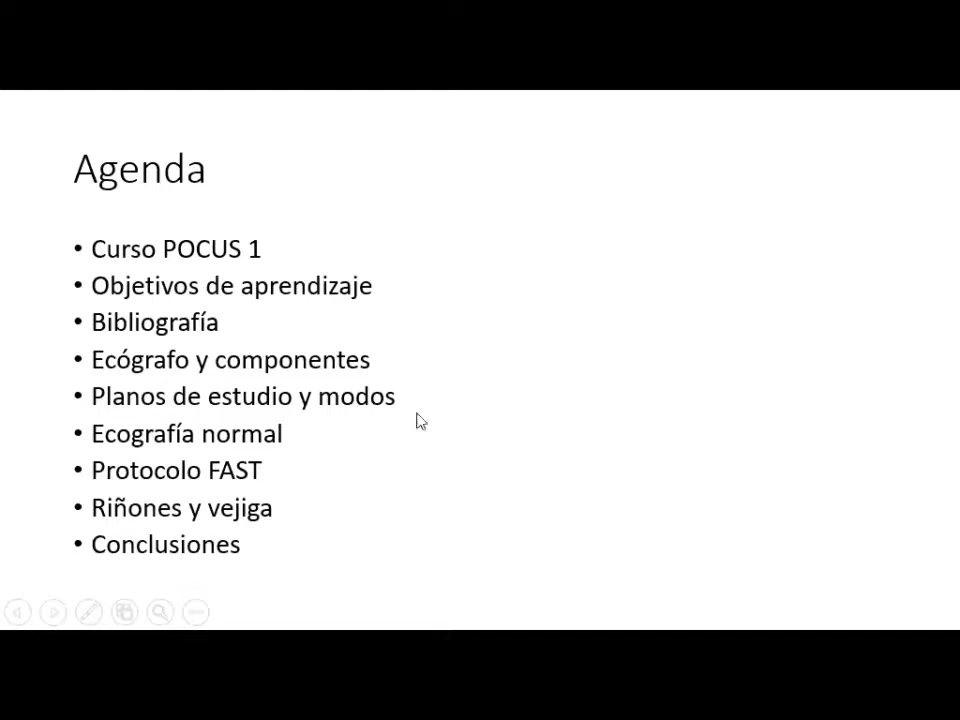 Agenda
• Curso POCUS 1
• Objetivos de aprendizaje
• Bibliografía
• Ecógrafo y componentes
• Planos de estudio y modos
• Ecografía normal
• Protocolo FAST
• Riñones y vejiga
• Conclusiones